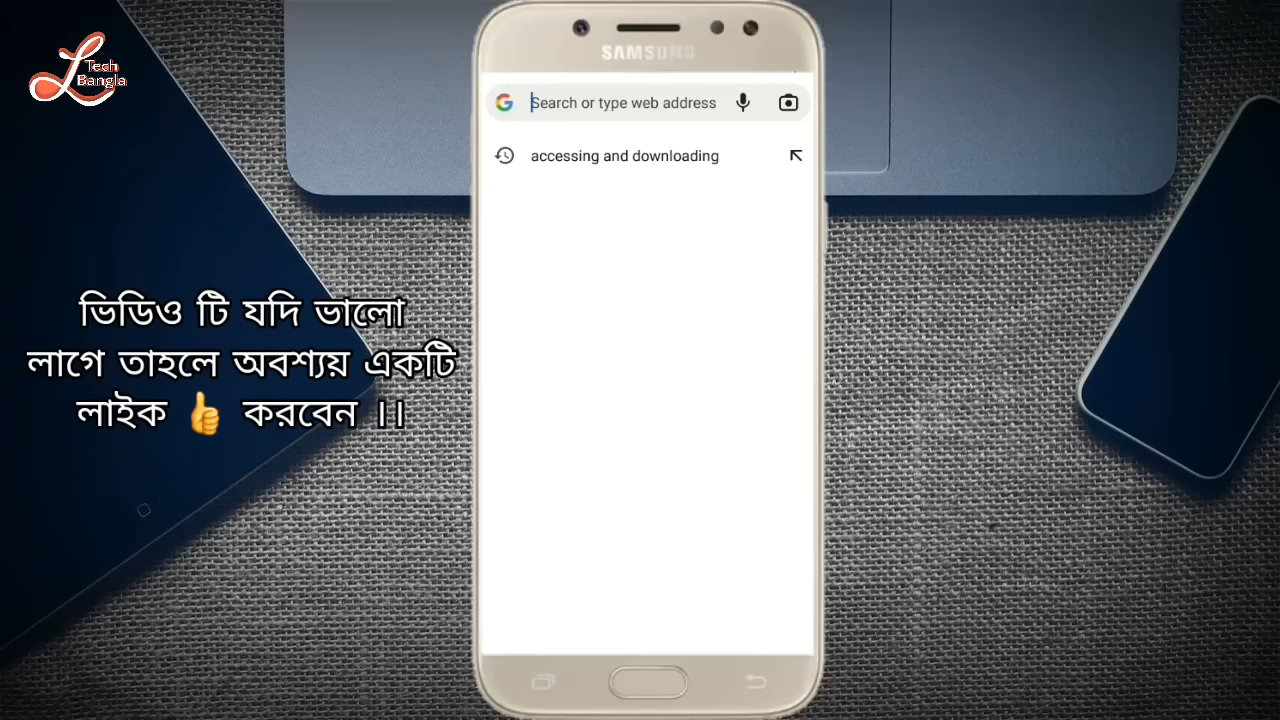 Tech
Bangla
SAMSUNG
Search or type web address
accessing and downloading
ভিডিও টি যদি ভালো
লাগে তাহলে অবশ্যয় একটি
লাইক 👍 করবেন ।।